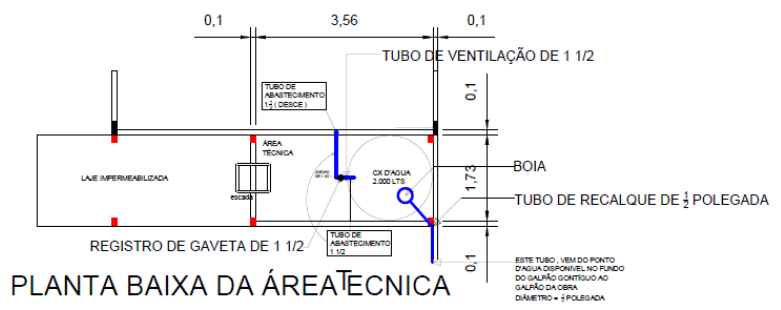 0,1 3,56 0,1
TUBO DE VENTILAÇÃO DE 1 1/2
TUBO DE
ABASTECIMENTO
1 1/2 ( DESCE )
0,1
ÁREA
TÉCNICA
LAJE IMPERMEABILIZADA
CX D'AGUA
2.000 LTS
BOIA
1,73
escada
TUBO DE RECALQUE DE 1/2 POLEGADA
REGISTRO DE GAVETA DE 1 1/2
TUBO DE
ABASTECIMENTO
1 1/2
0,1
ESTE TUBO , VEM DO PONTO
D'AGUA DISPONIVEL NO FUNDO
DO GALPÃO CONTÍGUO AO
GALPÃO DA OBRA
DIÂMETRO = 1/2 POLEGADA
PLANTA BAIXA DA ÁREA TECNICA